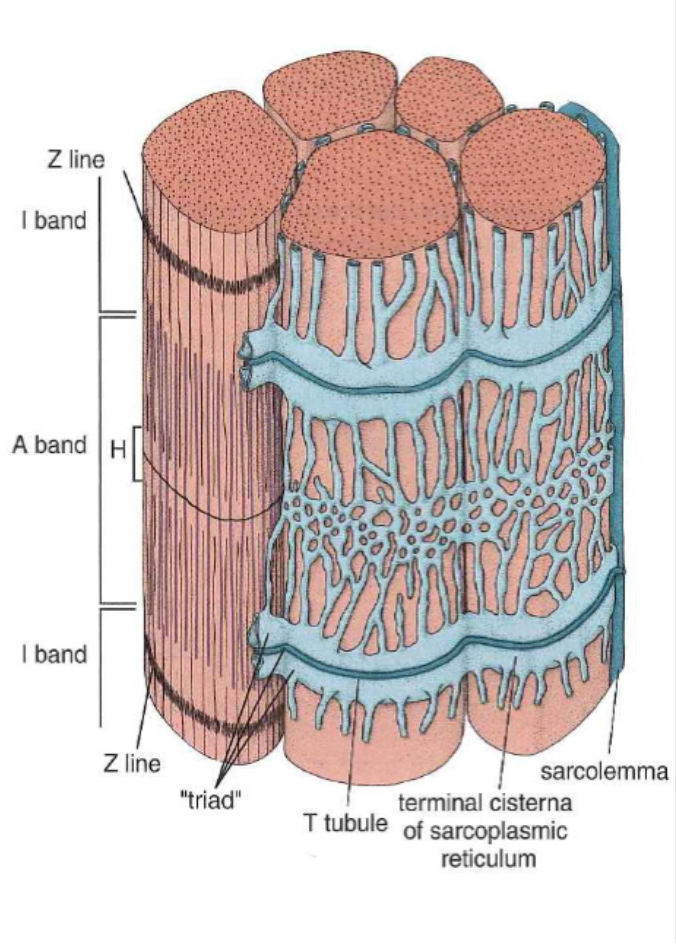 Z line
I band
A band
H
I band
Z line
"triad"
T tubule
terminal cisterna
of sarcoplasmic
reticulum
sarcolemma